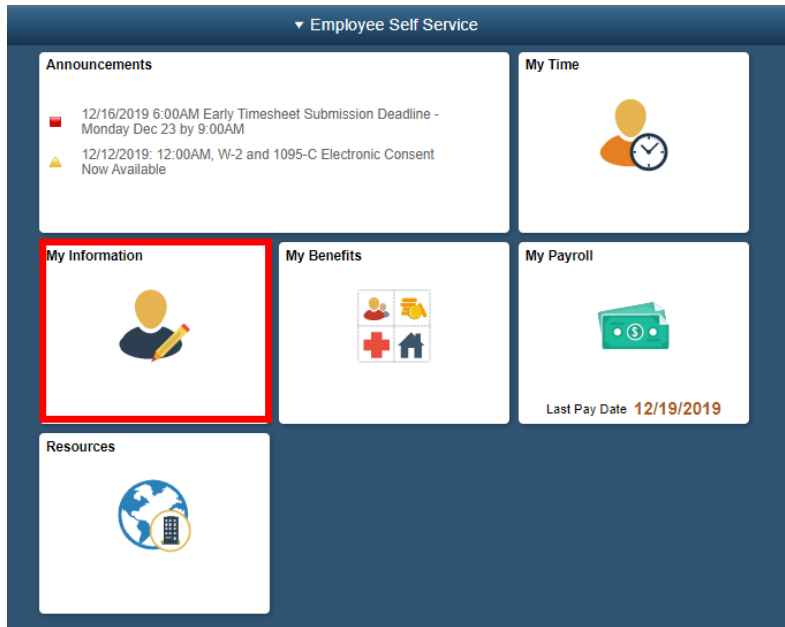 ▼ Employee Self Service
Announcements
12/16/2019 6:00AM Early Timesheet Submission Deadline -
Monday Dec 23 by 9:00AM
12/12/2019: 12:00AM, W-2 and 1095-C Electronic Consent
Now Available
My Time
My Information
My Benefits
My Payroll
$
Last Pay Date 12/19/2019
Resources